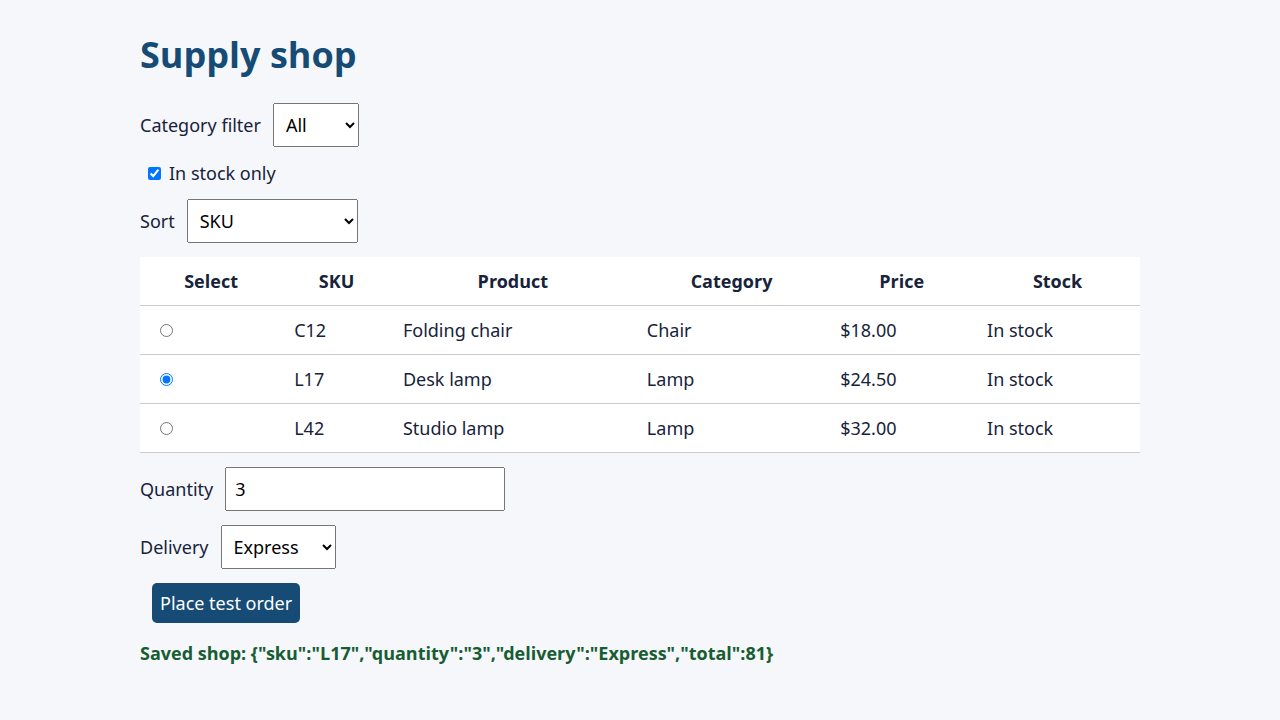 Supply shop
Category filter All
In stock only
Sort SKU
Select SKU Product Category Price Stock
C12 Folding chair Chair $18.00 In stock
L17 Desk lamp Lamp $24.50 In stock
L42 Studio lamp Lamp $32.00 In stock
Quantity 3
Delivery Express
Place test order
Saved shop: {"sku":"L17","quantity":"3","delivery":"Express","total":81}